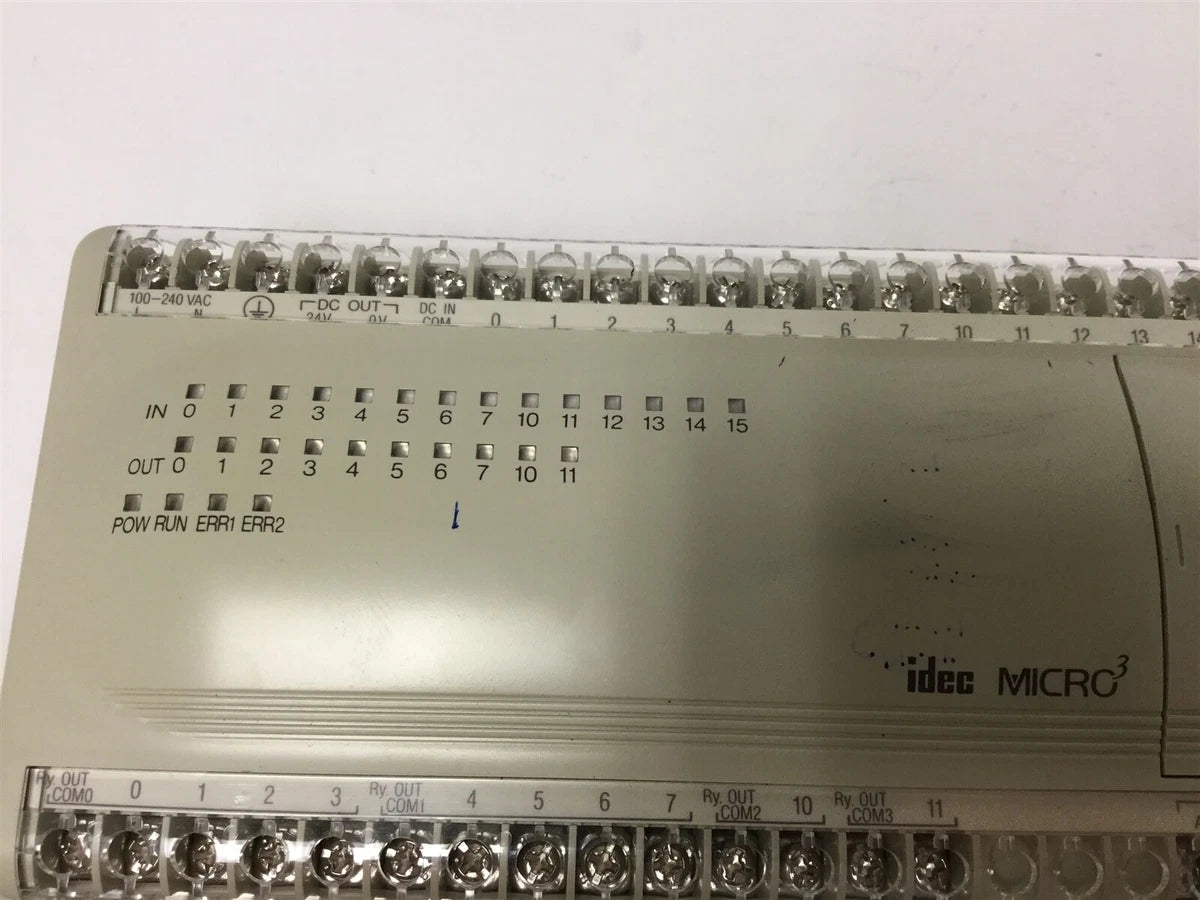 100-240 VAC DC OUT DC IN
L N 24V 0V COM 0 1 2 3 4 5 6 7 10 11 12 13 14
IN 0 1 2 3 4 5 6 7 10 11 12 13 14 15
OUT 0 1 2 3 4 5 6 7 10 11
POW RUN ERR1 ERR2
idec MICRO³
Ry. OUT COM0 0 1 2 3 Ry. OUT COM1 4 5 6 7 Ry. OUT COM2 10 Ry. OUT COM3 11